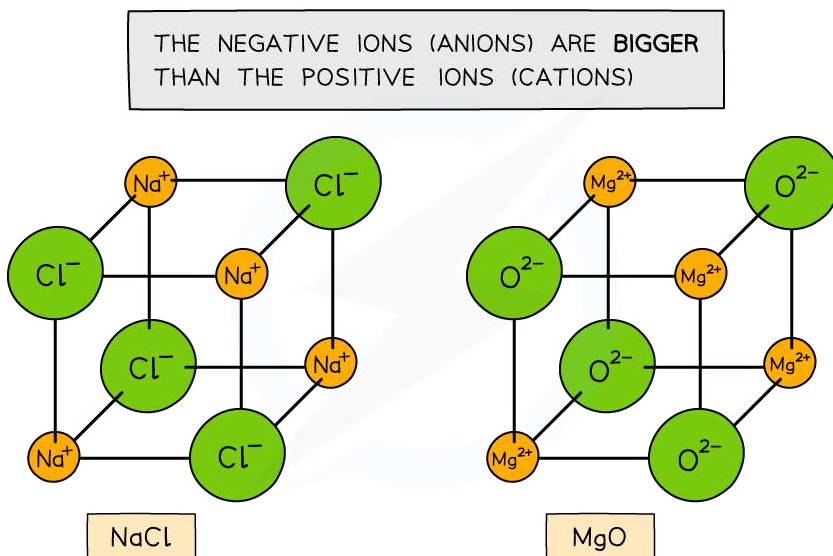 THE NEGATIVE IONS (ANIONS) ARE BIGGER
THAN THE POSITIVE IONS (CATIONS)
Na⁺
Cl⁻
Cl⁻
Na⁺
Cl⁻
Na⁺
Na⁺
Cl⁻
NaCl
Mg²⁺
O²⁻
O²⁻
Mg²⁺
O²⁻
Mg²⁺
Mg²⁺
O²⁻
MgO